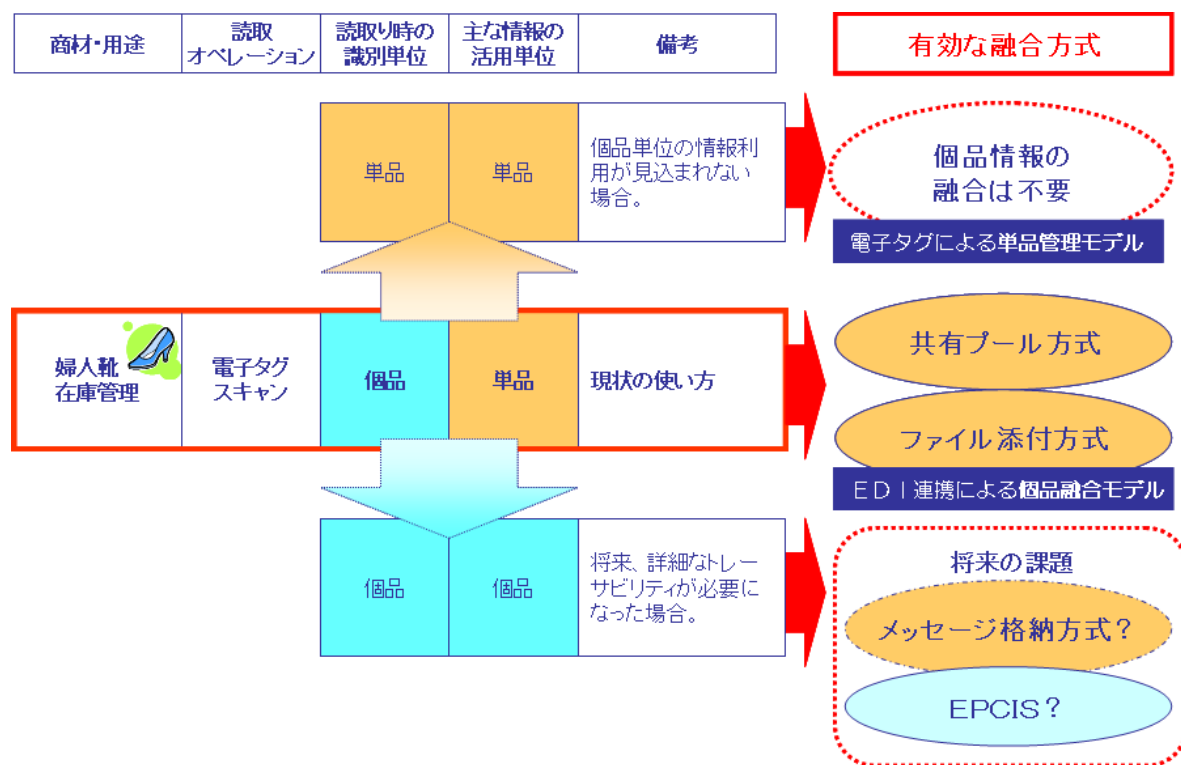 商材・用途
読取
オペレーション
読取り時の
識別単位
主な情報の
活用単位
備考
有効な融合方式
単品
単品
個品単位の情報利
用が見込まれない
場合。
個品情報の
融合は不要
電子タグによる単品管理モデル
婦人靴
在庫管理
電子タグ
スキャン
個品
単品
現状の使い方
共有プール方式
ファイル添付方式
EDI連携による個品融合モデル
個品
個品
将来、詳細なトレー
サビリティが必要に
なった場合。
将来の課題
メッセージ格納方式?
EPCIS?